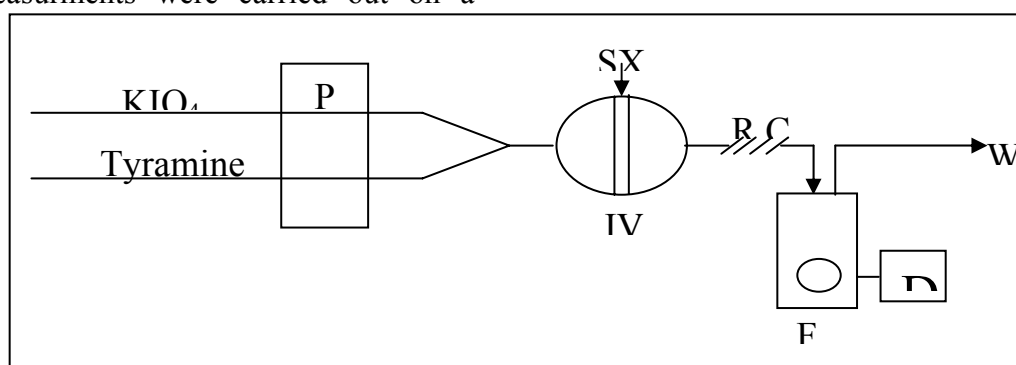 easurments were carried out on a
SX
KIO₄
P
R.C
Tyramine
W
IV
D
F